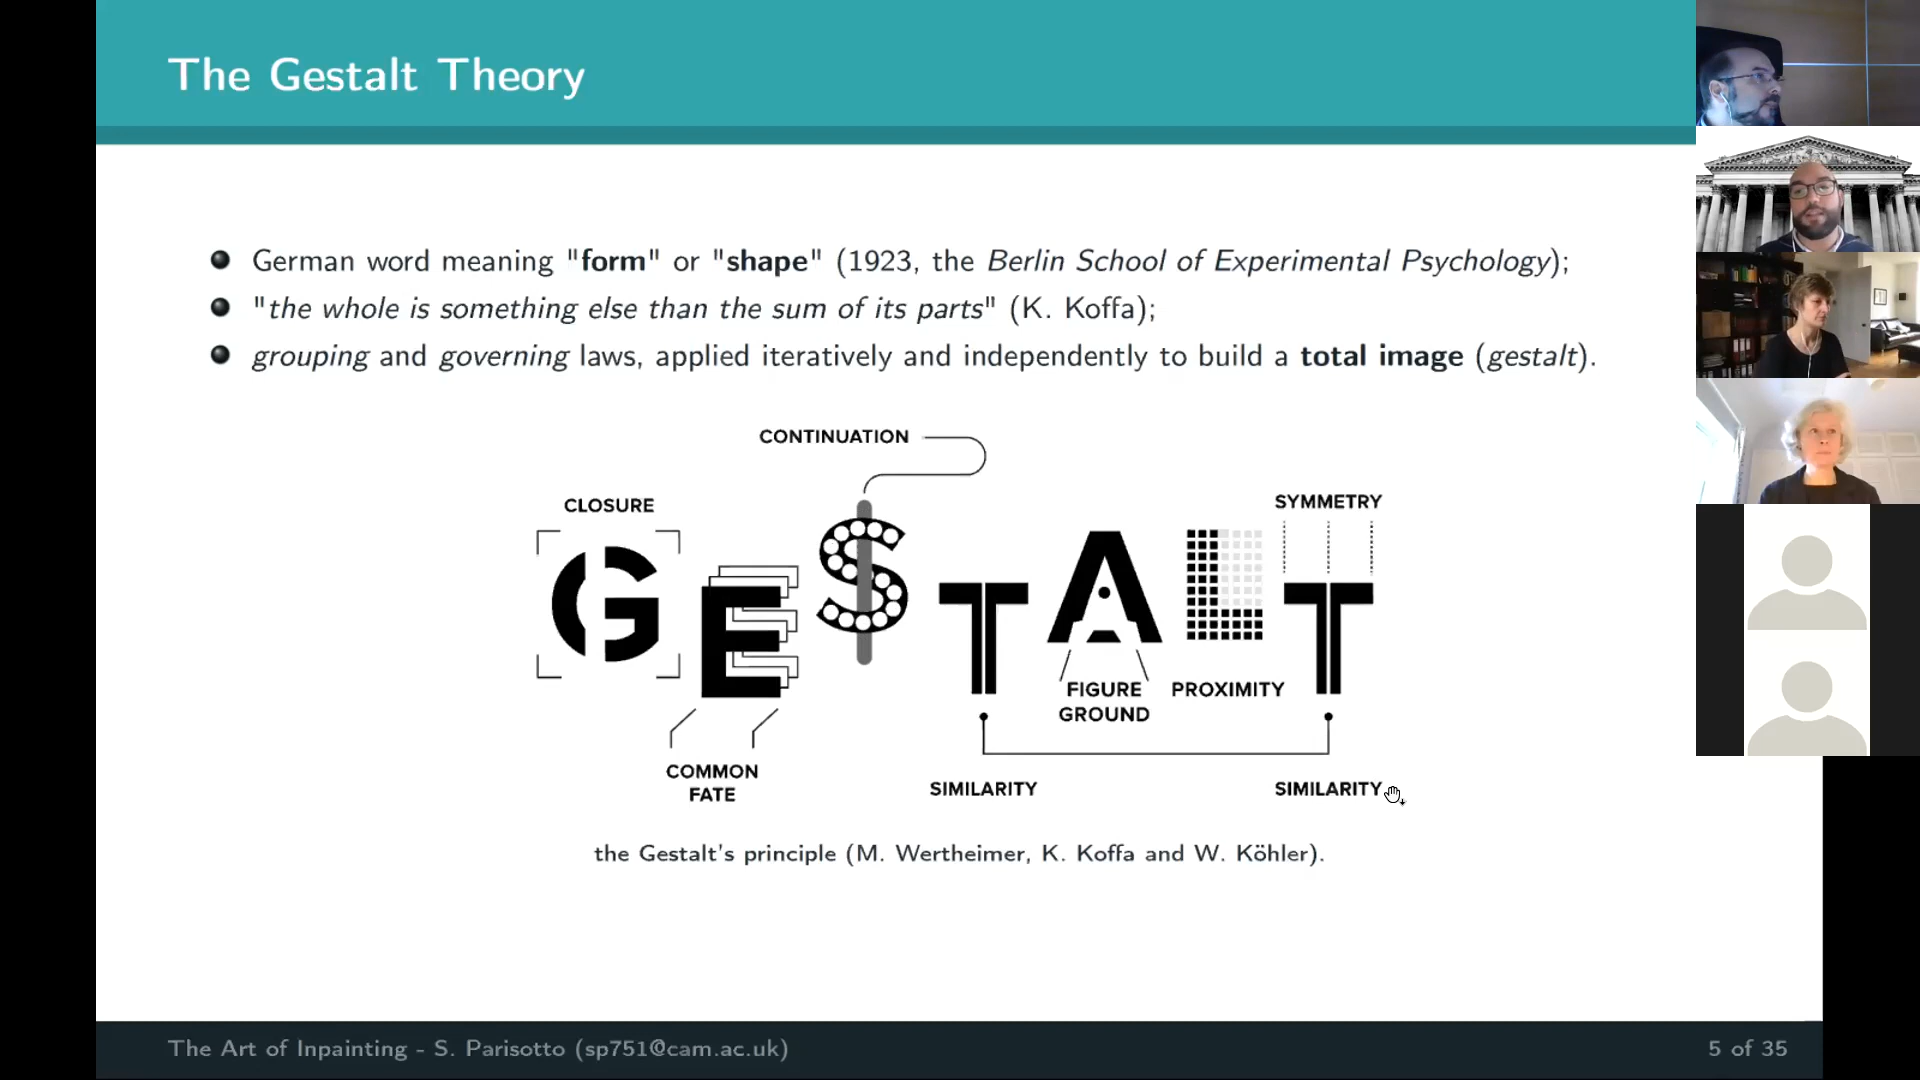 The Gestalt Theory
German word meaning "form" or "shape" (1923, the Berlin School of Experimental Psychology);
"the whole is something else than the sum of its parts" (K. Koffa);
grouping and governing laws, applied iteratively and independently to build a total image (gestalt).
CONTINUATION
CLOSURE
SYMMETRY
GESTALT
FIGURE
GROUND
PROXIMITY
COMMON
FATE
SIMILARITY
SIMILARITY
the Gestalt's principle (M. Wertheimer, K. Koffa and W. Köhler).
The Art of Inpainting - S. Parisotto (sp751@cam.ac.uk)
5 of 35